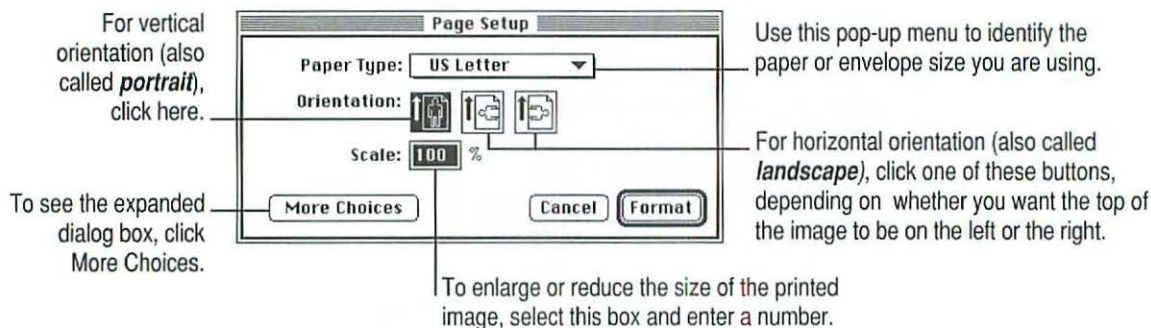 For vertical
orientation (also
called portrait),
click here.
To see the expanded
dialog box, click
More Choices.
Page Setup
Paper Type: US Letter
Orientation:
Scale: 100 %
More Choices
Cancel
Format
Use this pop-up menu to identify the
paper or envelope size you are using.
For horizontal orientation (also called
landscape), click one of these buttons,
depending on whether you want the top of
the image to be on the left or the right.
To enlarge or reduce the size of the printed
image, select this box and enter a number.